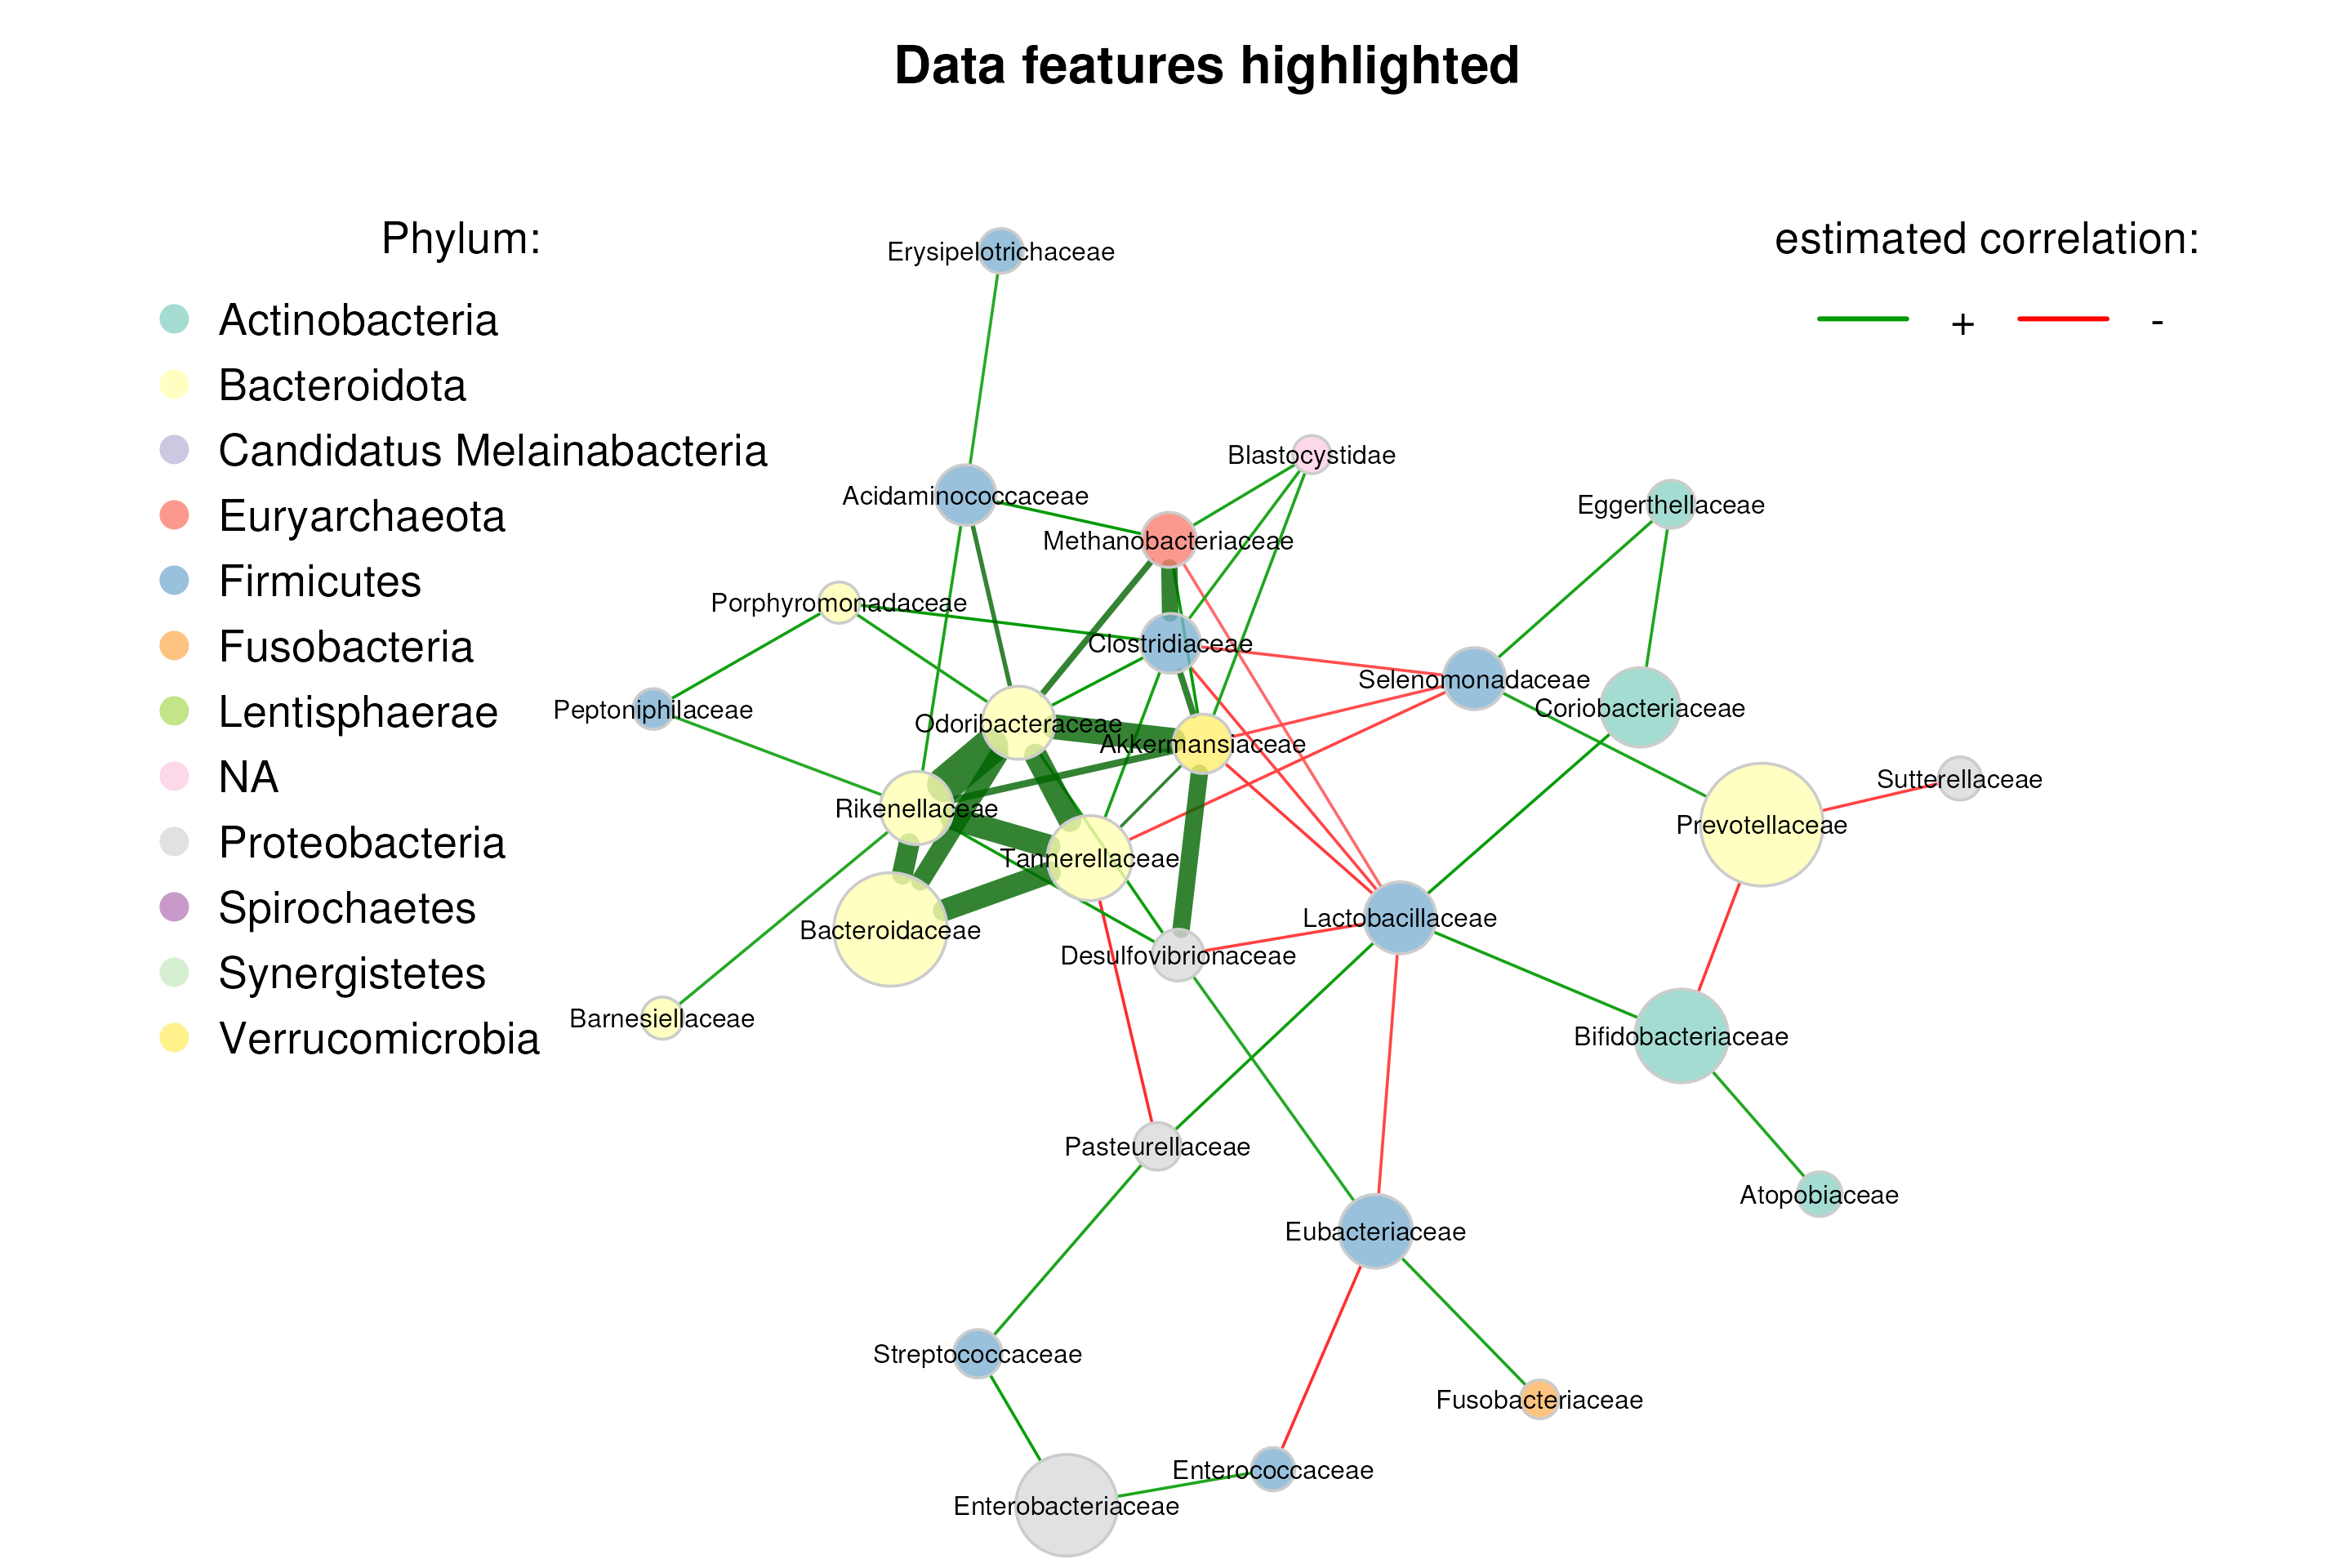 Data features highlighted
Phylum:
Actinobacteria
Bacteroidota
Candidatus Melainabacteria
Euryarchaeota
Firmicutes
Fusobacteria
Lentisphaerae
NA
Proteobacteria
Spirochaetes
Synergistetes
Verrucomicrobia
estimated correlation:
+ -
Erysipelotrichaceae
Blastocystidae
Acidaminococcaceae
Eggerthellaceae
Methanobacteriaceae
Porphyromonadaceae
Clostridiaceae
Selenomonadaceae
Peptoniphilaceae
Coriobacteriaceae
Odoribacteraceae
Akkermansiaceae
Sutterellaceae
Rikenellaceae
Prevotellaceae
Tannerellaceae
Lactobacillaceae
Bacteroidaceae
Desulfovibrionaceae
Barnesiellaceae
Bifidobacteriaceae
Pasteurellaceae
Atopobiaceae
Eubacteriaceae
Streptococcaceae
Fusobacteriaceae
Enterococcaceae
Enterobacteriaceae